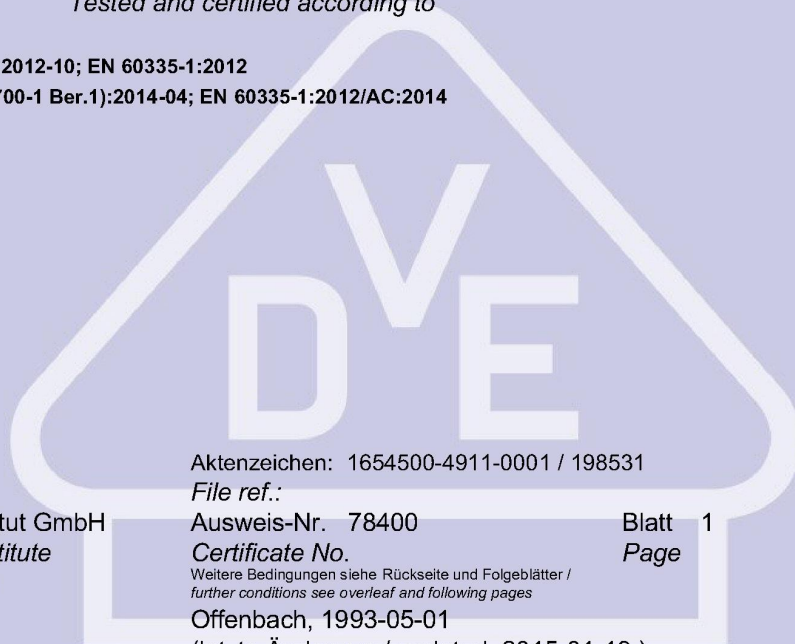 Tested and certified according to
2012-10; EN 60335-1:2012
00-1 Ber.1):2014-04; EN 60335-1:2012/AC:2014
VDE
Aktenzeichen: 1654500-4911-0001 / 198531
File ref.:
tut GmbH Ausweis-Nr. 78400 Blatt 1
titute Certificate No. Page
Weitere Bedingungen siehe Rückseite und Folgeblätter /
further conditions see overleaf and following pages
Offenbach, 1993-05-01